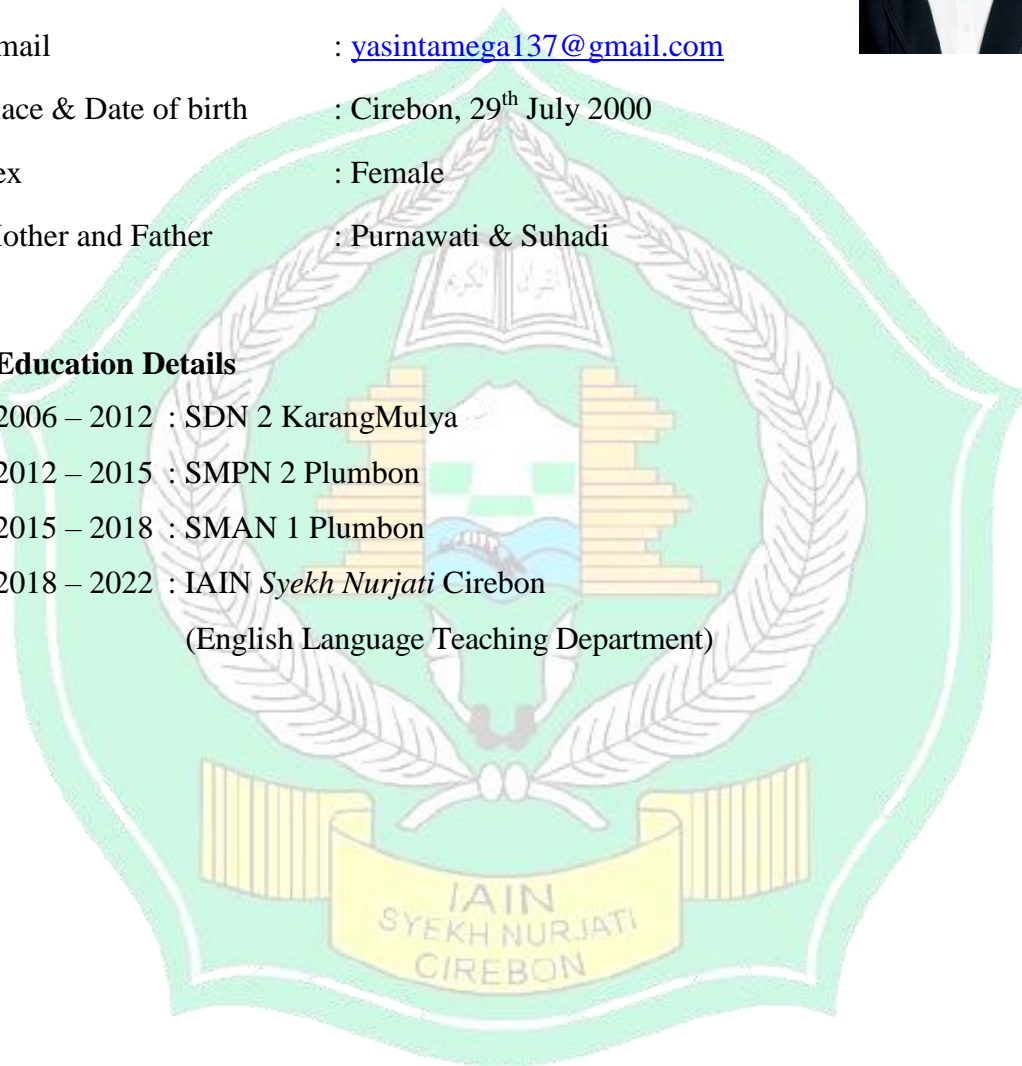 mail : yasintamega137@gmail.com
lace & Date of birth : Cirebon, 29th July 2000
ex : Female
other and Father : Purnawati & Suhadi
Education Details
2006 – 2012 : SDN 2 KarangMulya
2012 – 2015 : SMPN 2 Plumbon
2015 – 2018 : SMAN 1 Plumbon
2018 – 2022 : IAIN Syekh Nurjati Cirebon
(English Language Teaching Department)
IAIN
SYEKH NURJATI
CIREBON